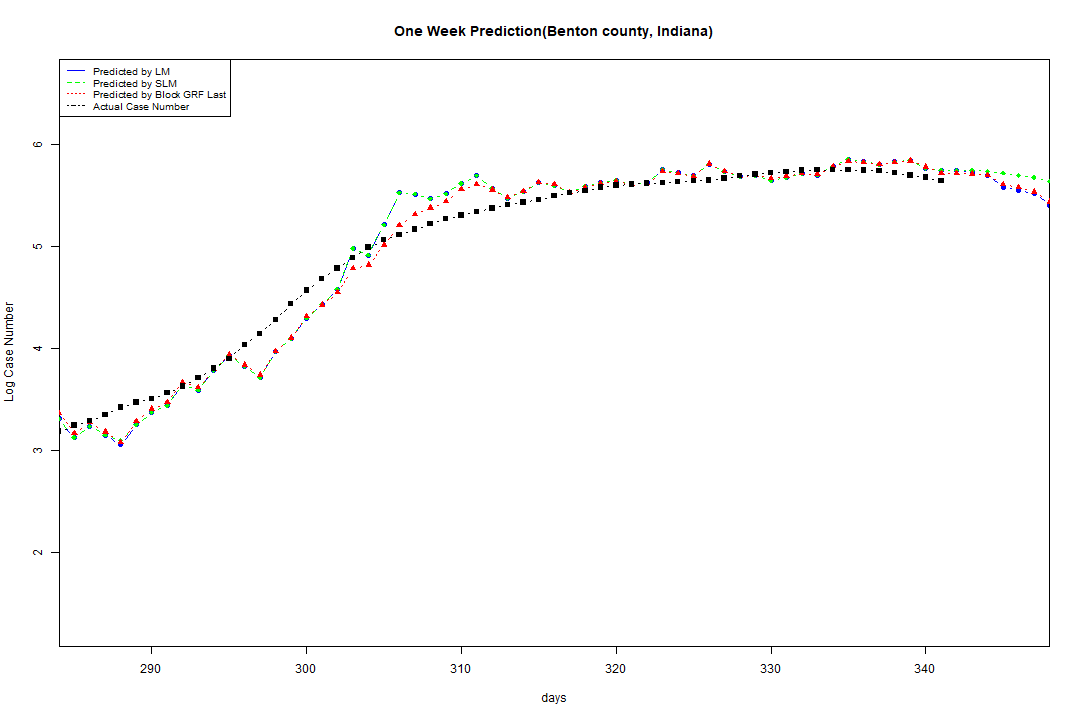 One Week Prediction(Benton county, Indiana)
Predicted by LM
Predicted by SLM
Predicted by Block GRF Last
Actual Case Number
6
5
4
3
2
Log Case Number
290 300 310 320 330 340
days